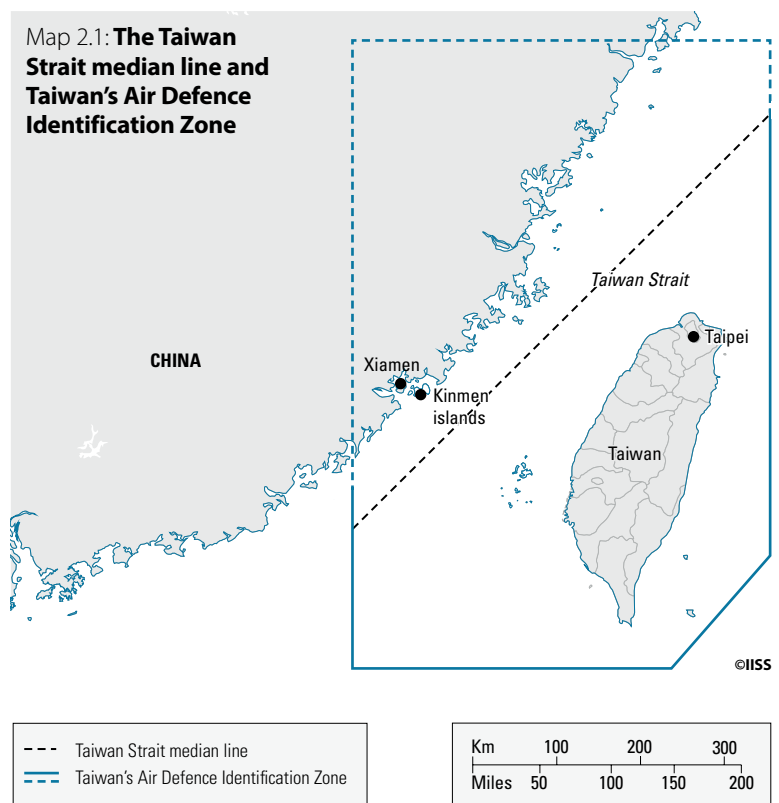 Map 2.1: The Taiwan
Strait median line and
Taiwan’s Air Defence
Identification Zone
Taiwan Strait
Taipei
CHINA
Xiamen
Kinmen
islands
Taiwan
©IISS
Taiwan Strait median line
Taiwan’s Air Defence Identification Zone
Km 100 200 300
Miles 50 100 150 200